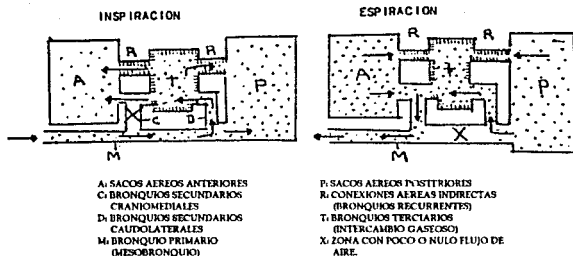 INSPIRACION
ESPIRACION
R R
A T P
C D
X
M
R R
A T P
X
M
A: SACOS AEREOS ANTERIORES
C: BRONQUIOS SECUNDARIOS
CRANIOMEDIALES
D: BRONQUIOS SECUNDARIOS
CAUDOLATERALES
M: BRONQUIO PRIMARIO
(MESOBRONQUIO)
P: SACOS AEREOS POSTTRIORES
R: CONEXIONES AEREAS INDIRECTAS
(BRONQUIOS RECURRENTES)
T: BRONQUIOS TERCIARIOS
(INTERCAMBIO GASEOSO)
X: ZONA CON POCO O NULO FLUJO DE
AIRE.